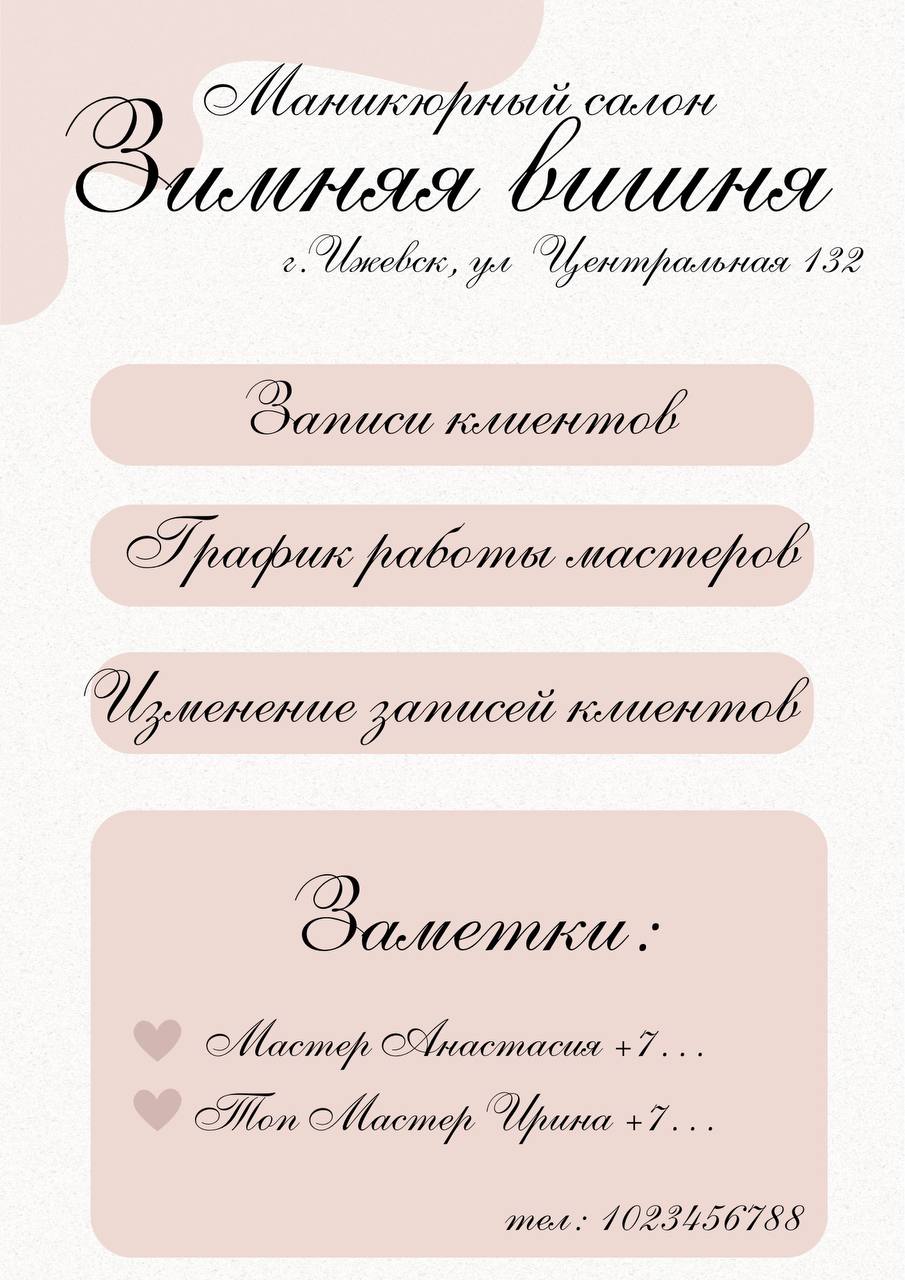 Маникюрный салон
Зимняя вишня
г.Ижевск, ул Центральная 132
Записи клиентов
График работы мастеров
Изменение записей клиентов
Заметки:
Мастер Анастасия +7...
Топ Мастер Ирина +7...
тел: 1023456788